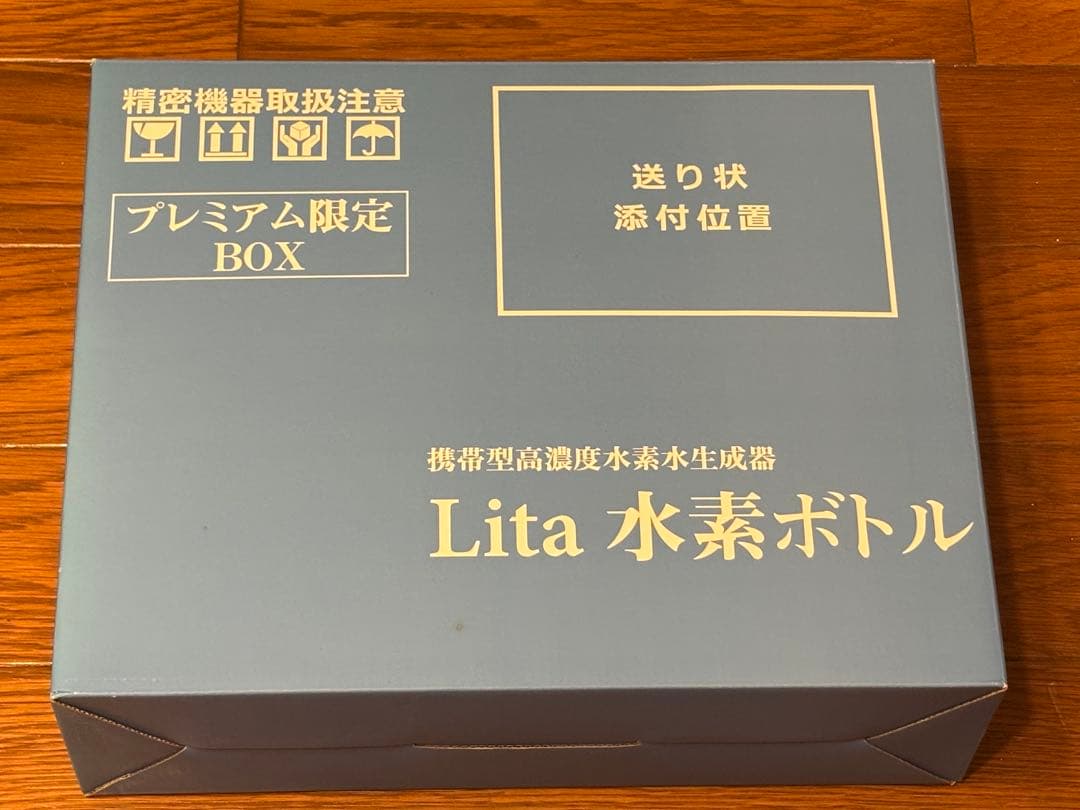 精密機器取扱注意
プレミアム限定
BOX
送り状
添付位置
携帯型高濃度水素水生成器
Lita 水素ボトル